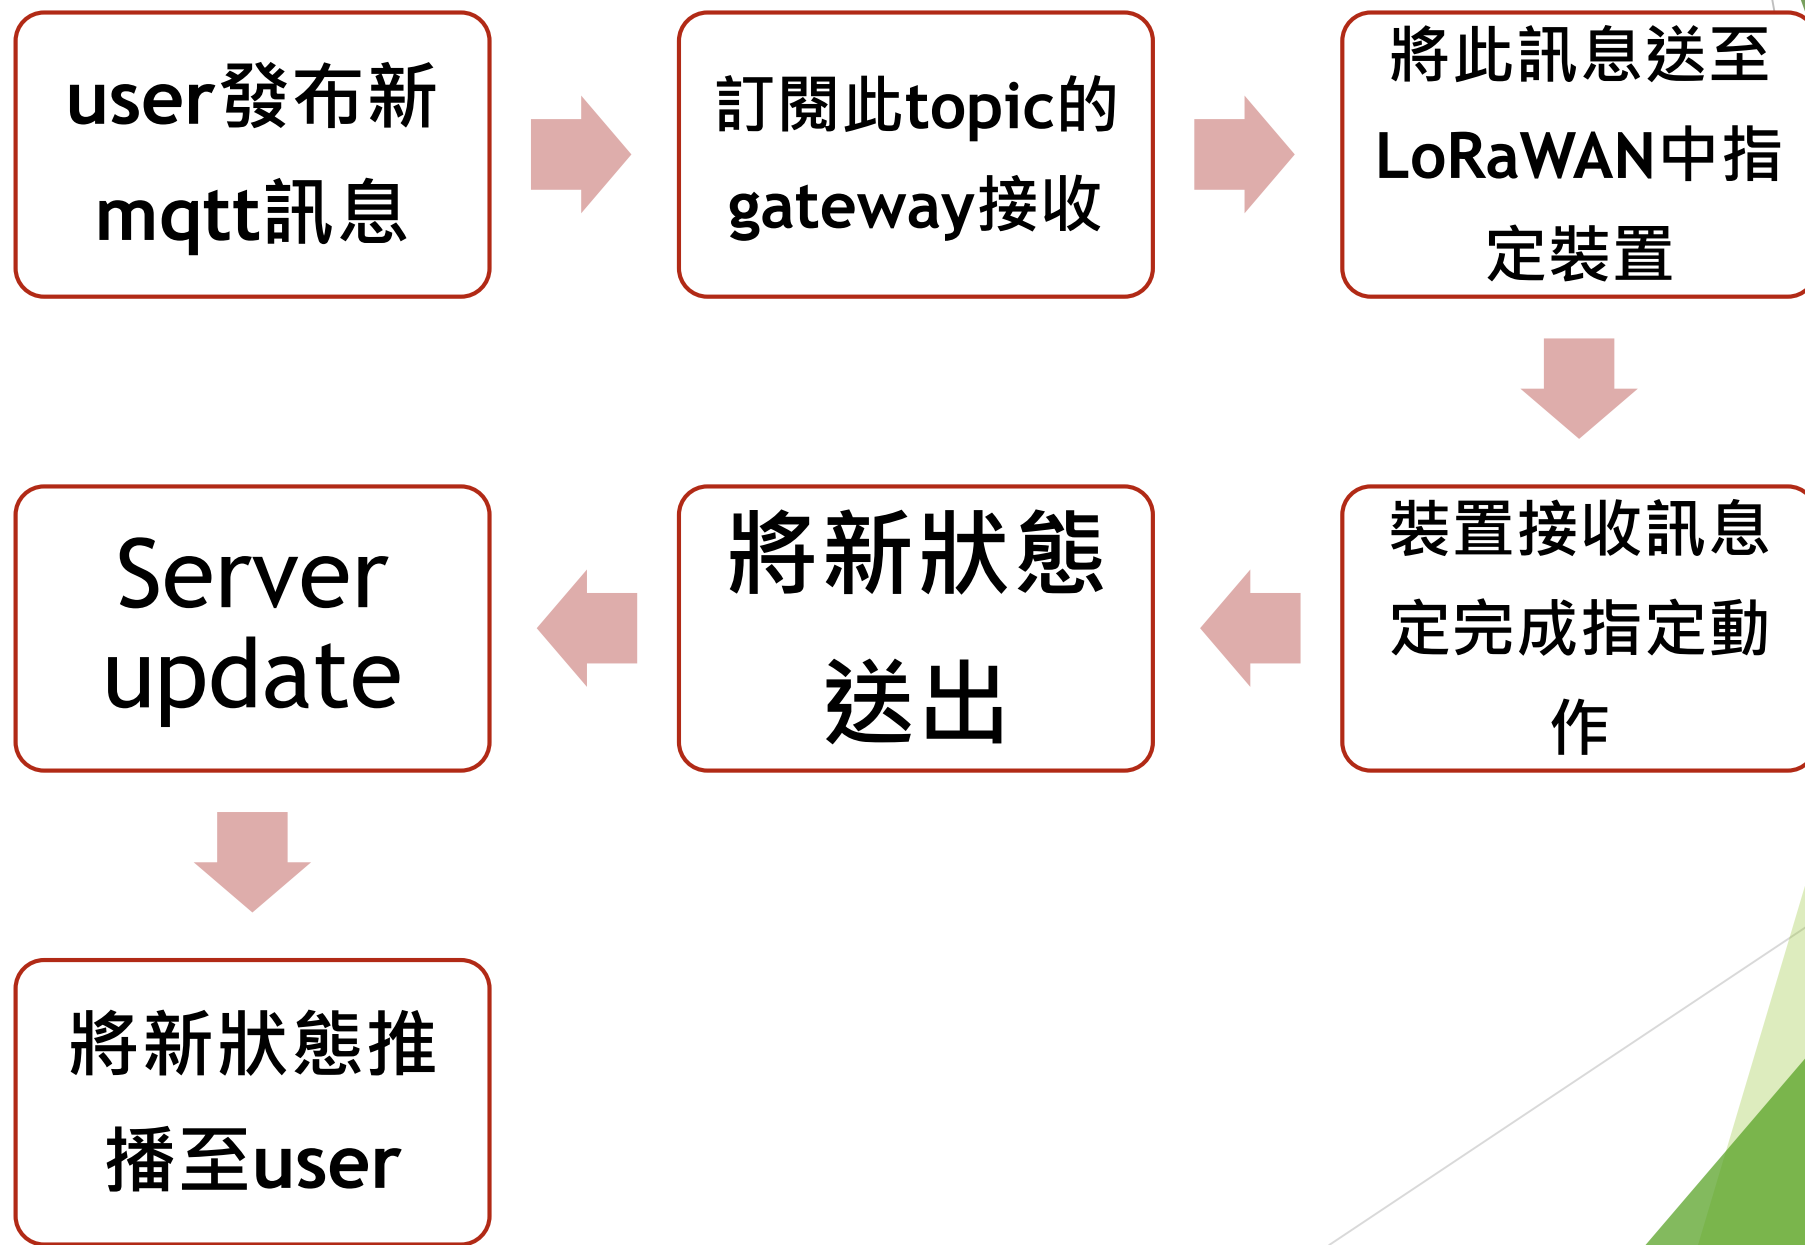 user發布新
mqtt訊息
訂閱此topic的
gateway接收
將此訊息送至
LoRaWAN中指
定裝置
裝置接收訊息
定完成指定動
作
將新狀態
送出
Server
update
將新狀態推
播至user